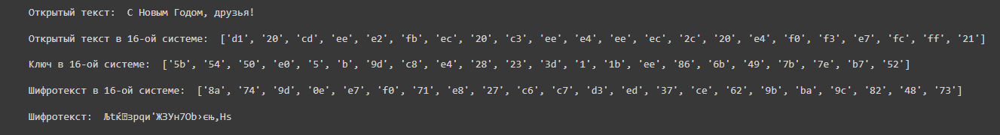 Открытый текст:  С Новым Годом, друзья!
Открытый текст в 16-ой системе:  ['d1', '20', 'cd', 'ee', 'e2', 'fb', 'ec', '20', 'c3', 'ee', 'e4', 'ee', 'ec', '2c', '20', 'e4', 'f0', 'f3', 'e7', 'fc', 'ff', '21']
Ключ в 16-ой системе:  ['5b', '54', '50', 'e0', '5', 'b', '9d', 'c8', 'e4', '28', '23', '3d', '1', '1b', 'ee', '86', '6b', '49', '7b', '7e', 'b7', '52']
Шифротекст в 16-ой системе:  ['8a', '74', '9d', '0e', 'e7', 'f0', '71', 'e8', '27', 'c6', 'c7', 'd3', 'ed', '37', 'ce', '62', '9b', 'ba', '9c', '82', '48', '73']
Шифротекст:  Љtќзрqи'ЖЗУн7Оb›єњ‚Hs